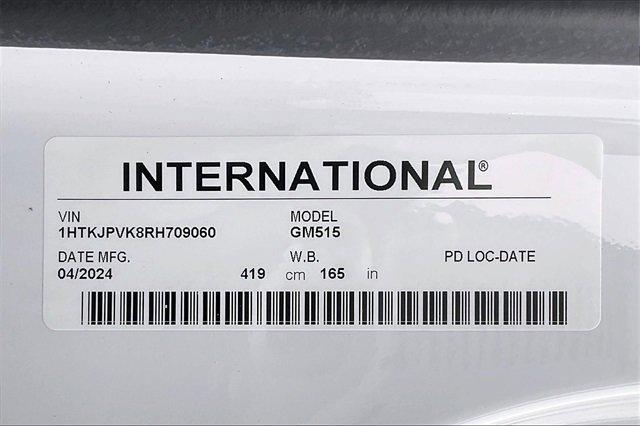 INTERNATIONAL®
VIN MODEL
1HTKJPVK8RH709060 GM515
DATE MFG. W.B. PD LOC-DATE
04/2024 419 cm 165 in